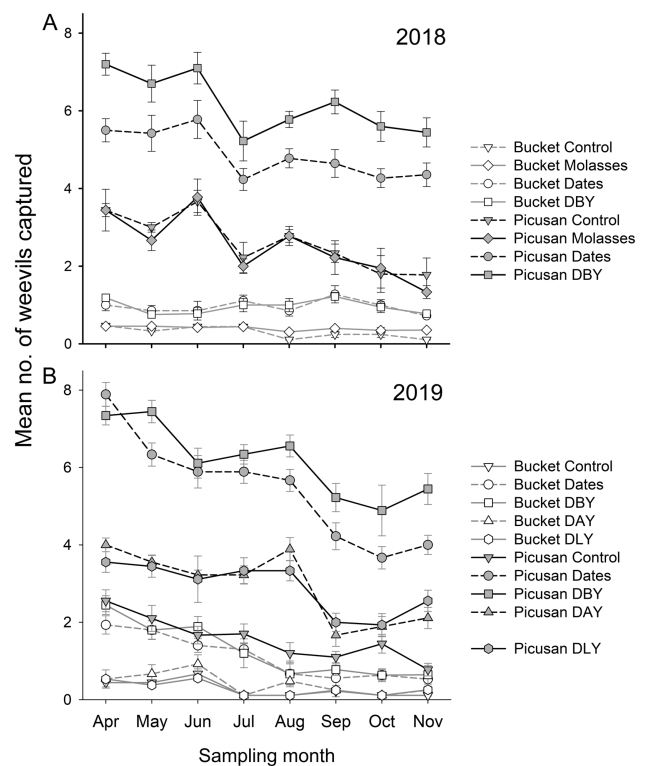 A
2018
8
6
4
2
0
Bucket Control
Bucket Molasses
Bucket Dates
Bucket DBY
Picusan Control
Picusan Molasses
Picusan Dates
Picusan DBY
Mean no. of weevils captured
B
2019
8
6
4
2
0
Bucket Control
Bucket Dates
Bucket DBY
Bucket DAY
Bucket DLY
Picusan Control
Picusan Dates
Picusan DBY
Picusan DAY
Picusan DLY
Apr May Jun Jul Aug Sep Oct Nov
Sampling month